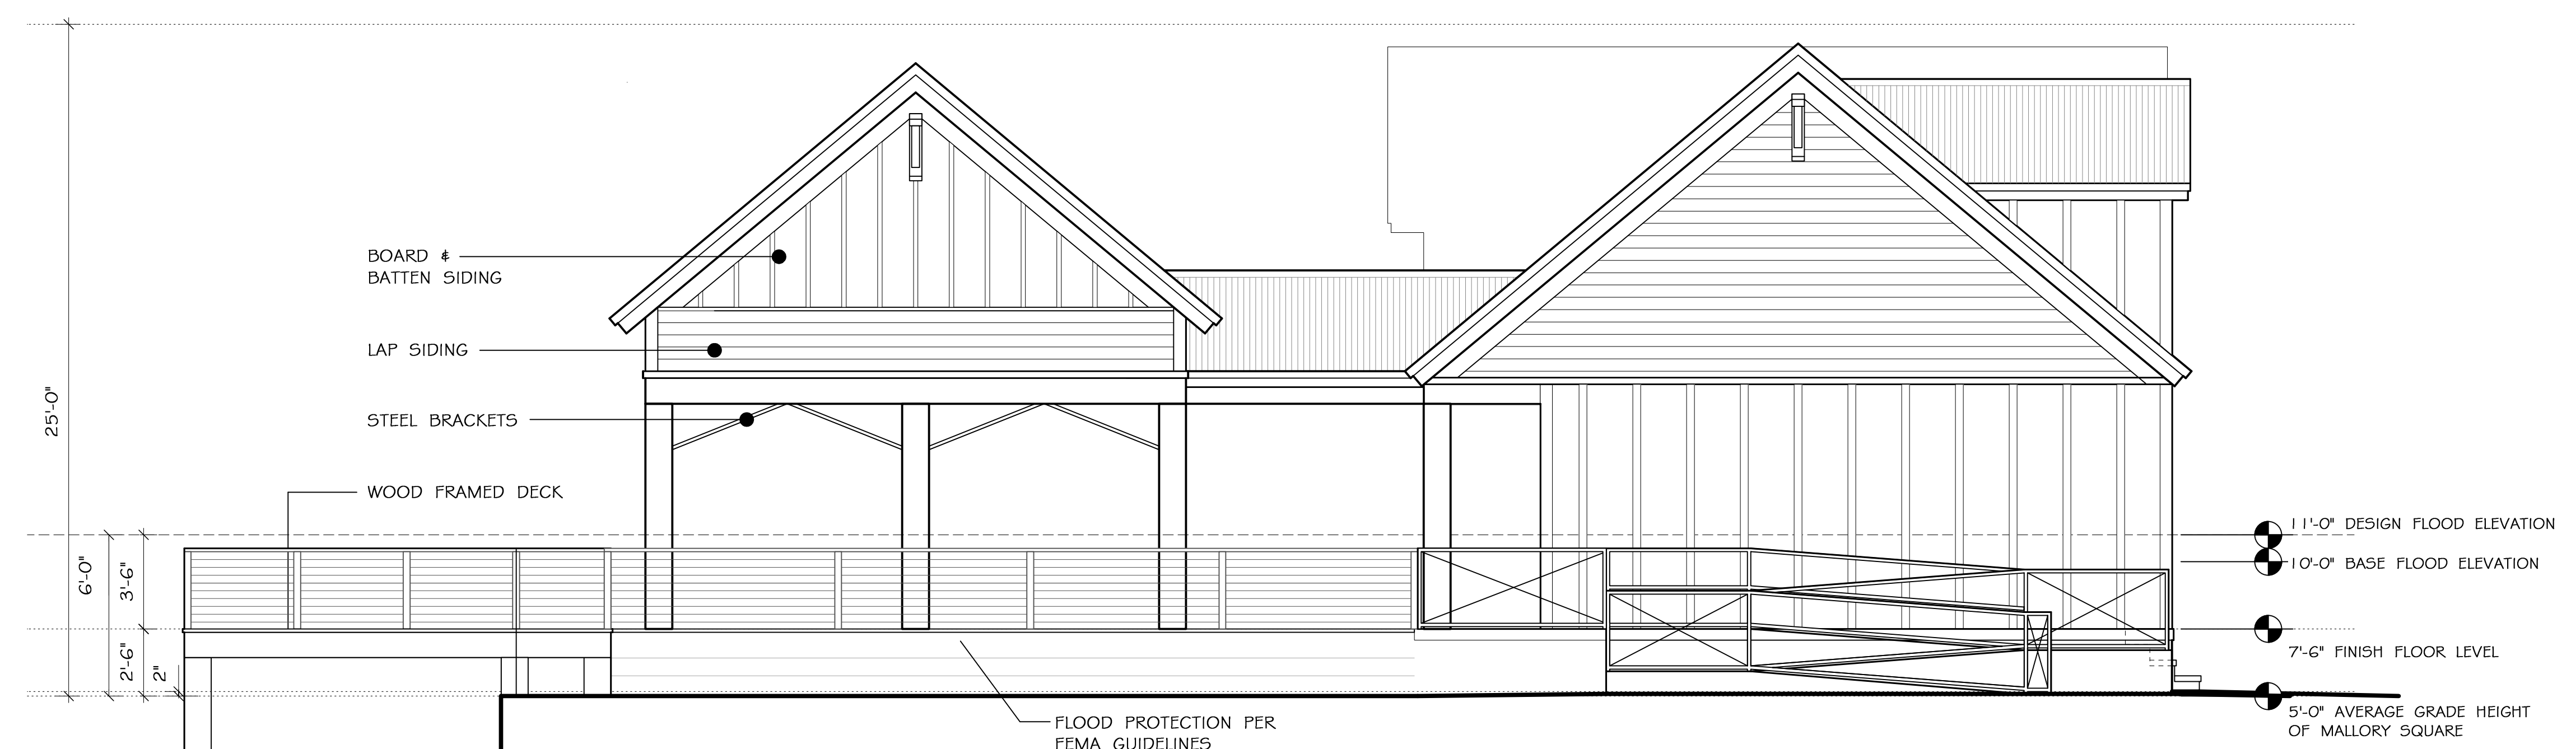 BOARD &
BATTEN SIDING
LAP SIDING
STEEL BRACKETS
WOOD FRAMED DECK
25'-0"
6'-0"
3'-6"
2'-6"
2"
11'-0" DESIGN FLOOD ELEVATION
10'-0" BASE FLOOD ELEVATION
7'-6" FINISH FLOOR LEVEL
5'-0" AVERAGE GRADE HEIGHT
OF MALLORY SQUARE
FLOOD PROTECTION PER
FEMA GUIDELINES